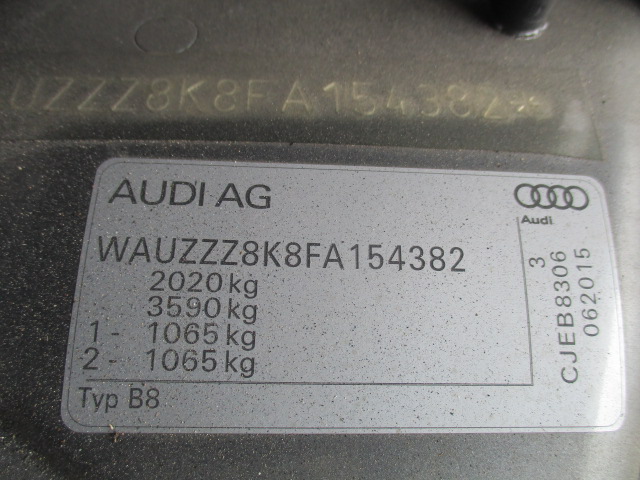 UZZZ8K8FA154382*
AUDI AG
Audi
WAUZZZ8K8FA154382
2020 kg
3590 kg
1- 1065 kg
2- 1065 kg
Typ B8
3
CJEB8306
062015